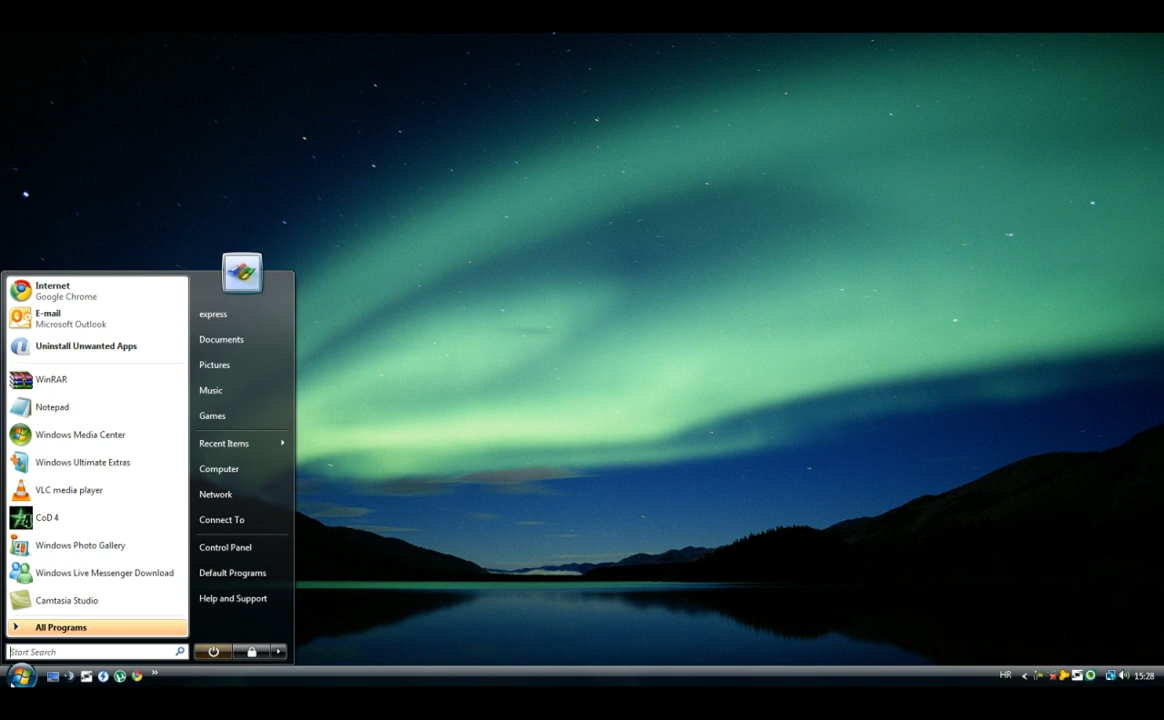 Internet
Google Chrome
E-mail
Microsoft Outlook
Uninstall Unwanted Apps
WinRAR
Notepad
Windows Media Center
Windows Ultimate Extras
VLC media player
CoD 4
Windows Photo Gallery
Windows Live Messenger Download
Camtasia Studio
All Programs
Start Search
express
Documents
Pictures
Music
Games
Recent Items
Computer
Network
Connect To
Control Panel
Default Programs
Help and Support
HR
15:28